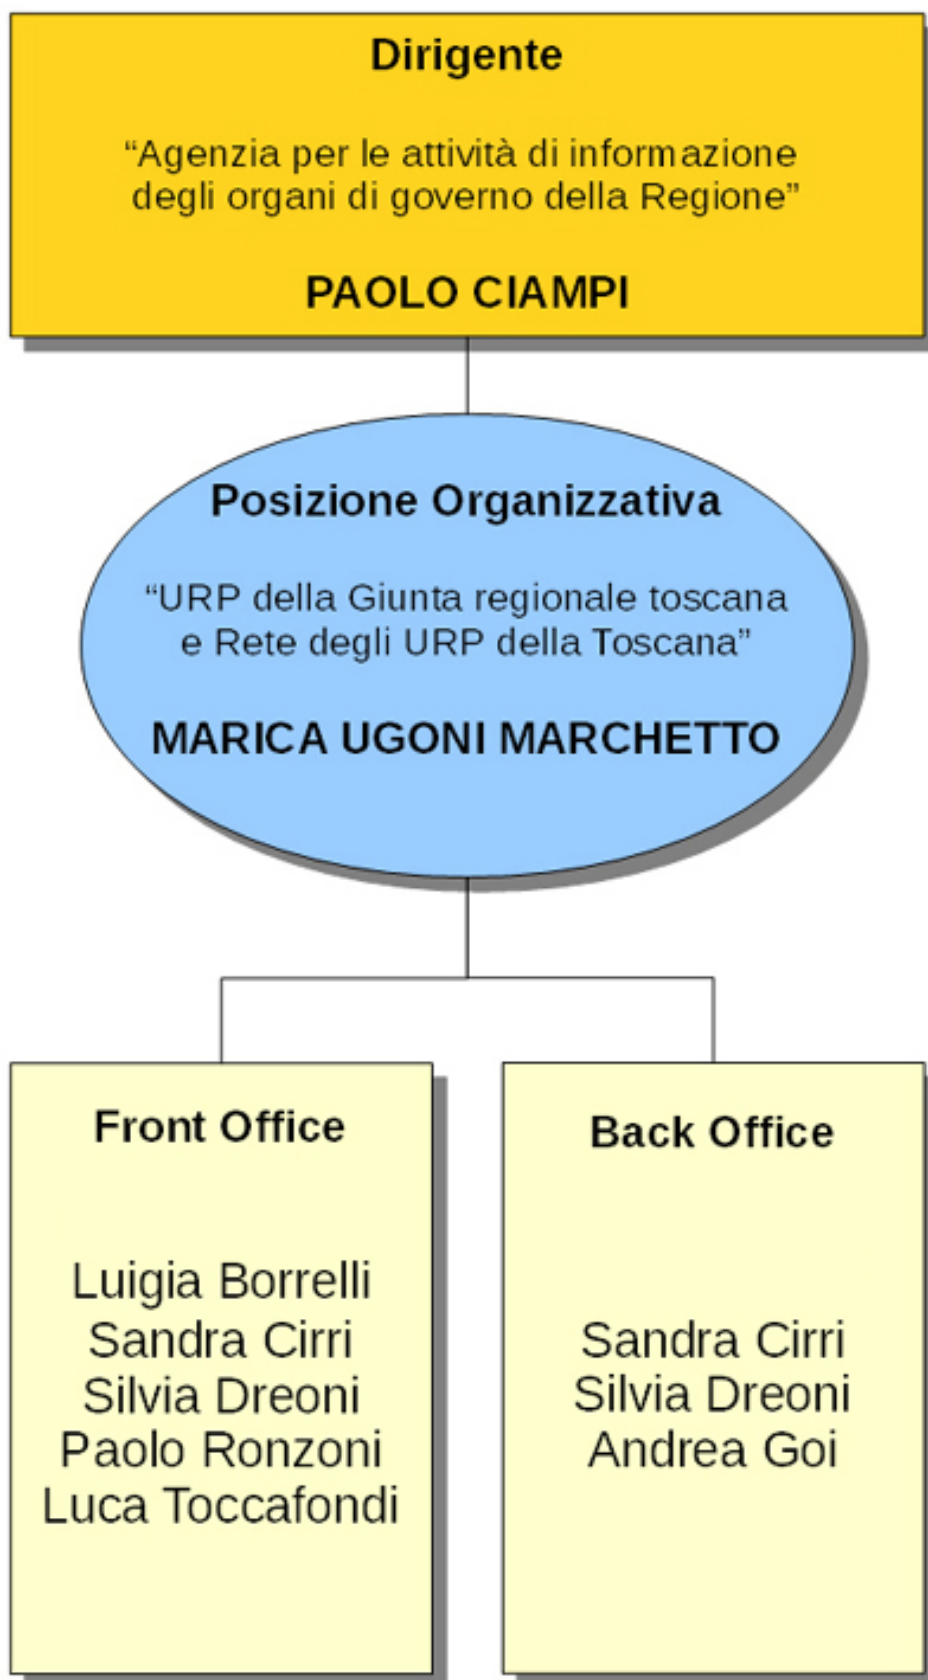 Dirigente
“Agenzia per le attività di informazione
degli organi di governo della Regione”
PAOLO CIAMPI
Posizione Organizzativa
“URP della Giunta regionale toscana
e Rete degli URP della Toscana”
MARICA UGONI MARCHETTO
Front Office
Luigia Borrelli
Sandra Cirri
Silvia Dreoni
Paolo Ronzoni
Luca Toccafondi
Back Office
Sandra Cirri
Silvia Dreoni
Andrea Goi